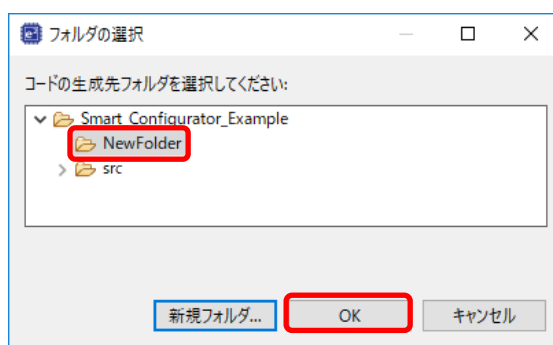 フォルダの選択
コードの生成先フォルダを選択してください:
Smart_Configurator_Example
NewFolder
src
新規フォルダ... OK キャンセル